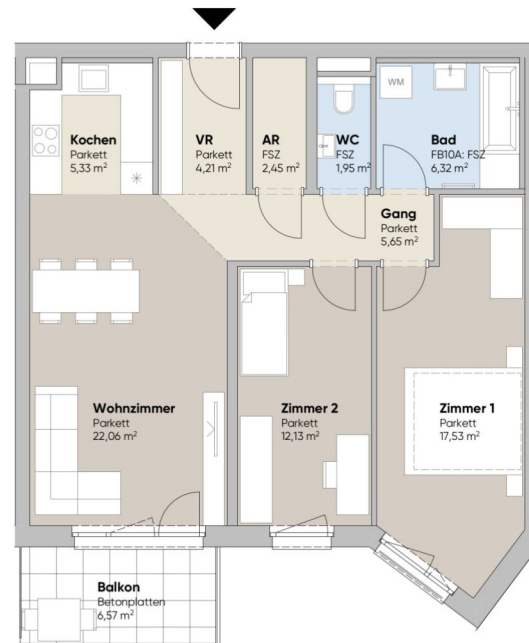 Kochen
Parkett
5,33 m²
VR
Parkett
4,21 m²
AR
FSZ
2,45 m²
WC
FSZ
1,95 m²
WM
Bad
FB10A: FSZ
6,32 m²
Gang
Parkett
5,65 m²
Wohnzimmer
Parkett
22,06 m²
Zimmer 2
Parkett
12,13 m²
Zimmer 1
Parkett
17,53 m²
Balkon
Betonplatten
6,57 m²